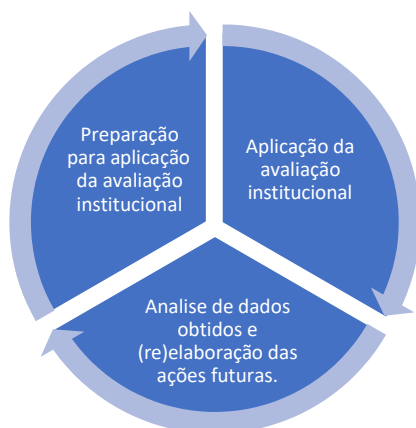 Preparação
para aplicação
da avaliação
institucional
Aplicação da
avaliação
institucional
Analise de dados
obtidos e
(re)elaboração das
ações futuras.